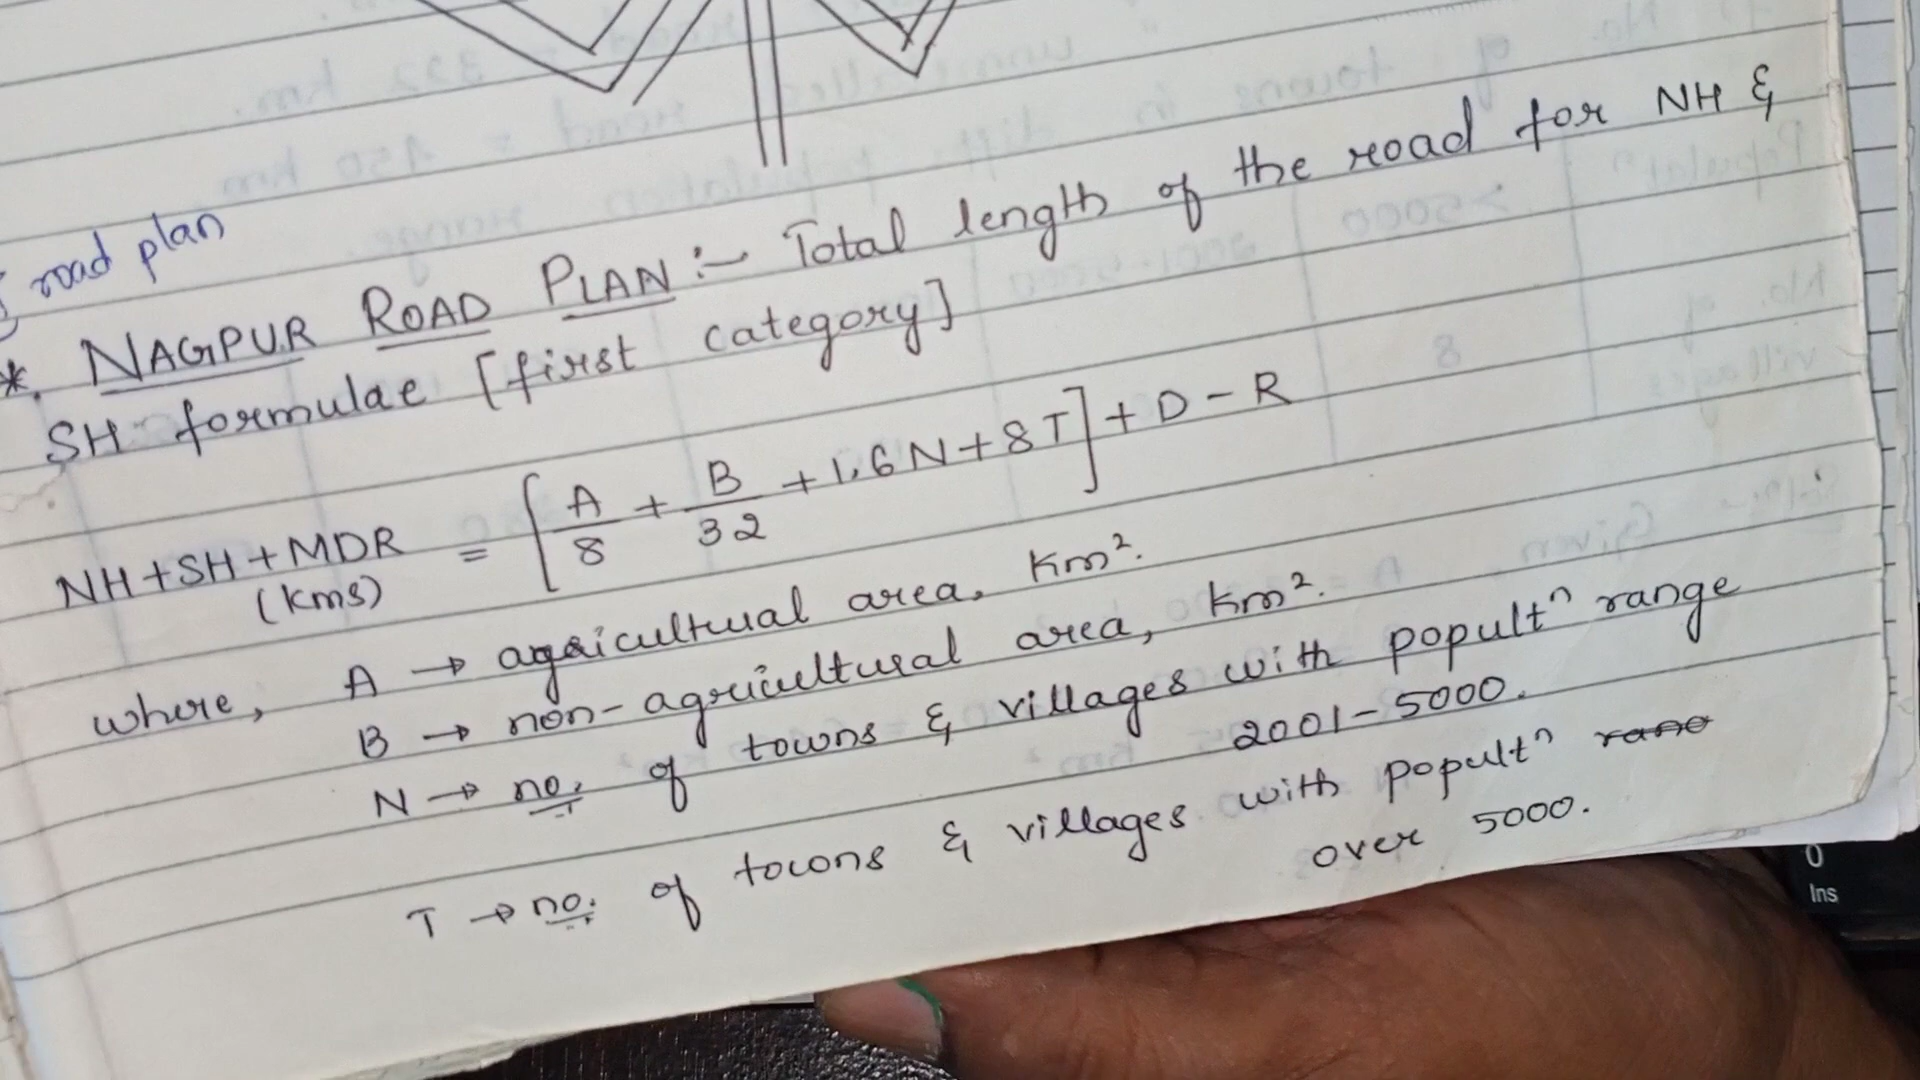 road plan
*. NAGPUR ROAD PLAN :- Total length of the road for NH &
SH formulae [first category]
NH+SH+MDR = [A/8 + B/32 + 1.6N + 8T] + D - R
(kms)
where, A → agricultural area, Km².
B → non-agricultural area, Km².
N → no. of towns & villages with popultⁿ range
2001-5000.
T → no. of towns & villages with popultⁿ
over 5000.
0
Ins